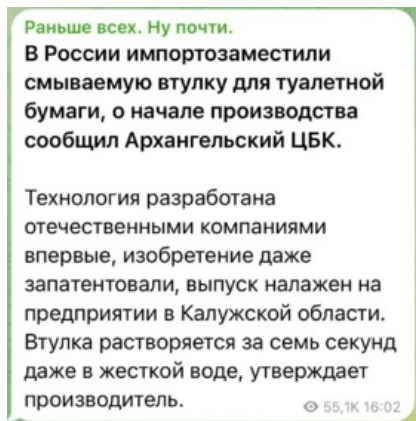 Раньше всех. Ну почти.
В России импортозаместили
смываемую втулку для туалетной
бумаги, о начале производства
сообщил Архангельский ЦБК.
Технология разработана
отечественными компаниями
впервые, изобретение даже
запатентовали, выпуск налажен на
предприятии в Калужской области.
Втулка растворяется за семь секунд
даже в жесткой воде, утверждает
производитель.
55,1K 16:02